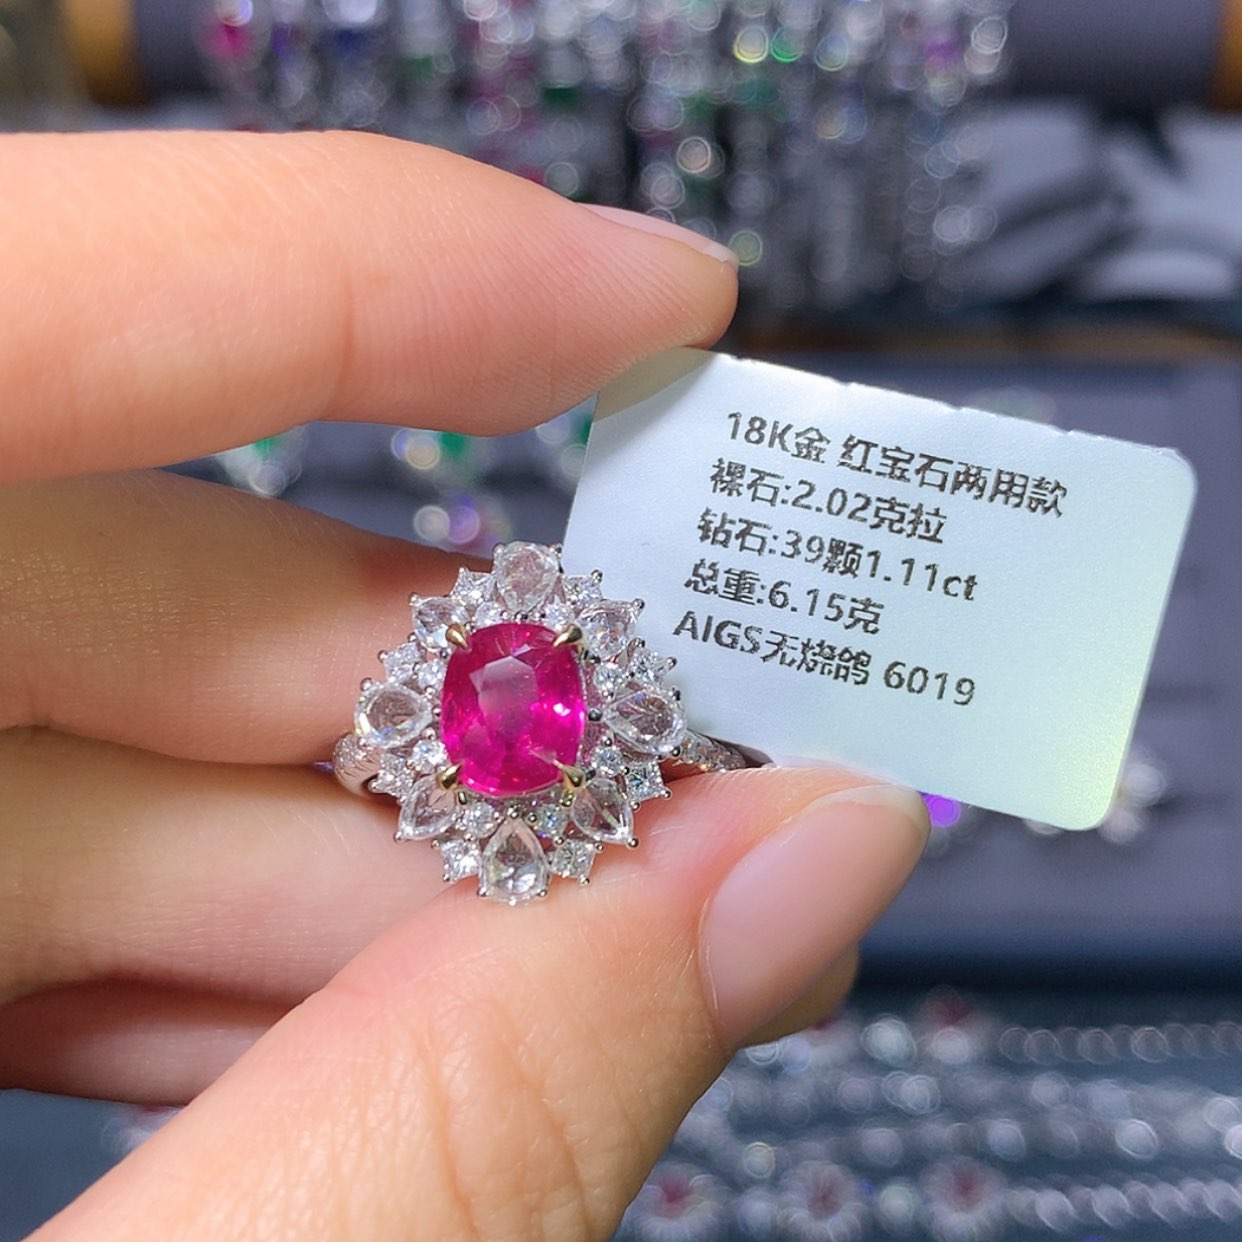 18K金 红宝石两用款
裸石:2.02克拉
钻石:39颗1.11ct
总重:6.15克
AIGS无烧鸽 6019